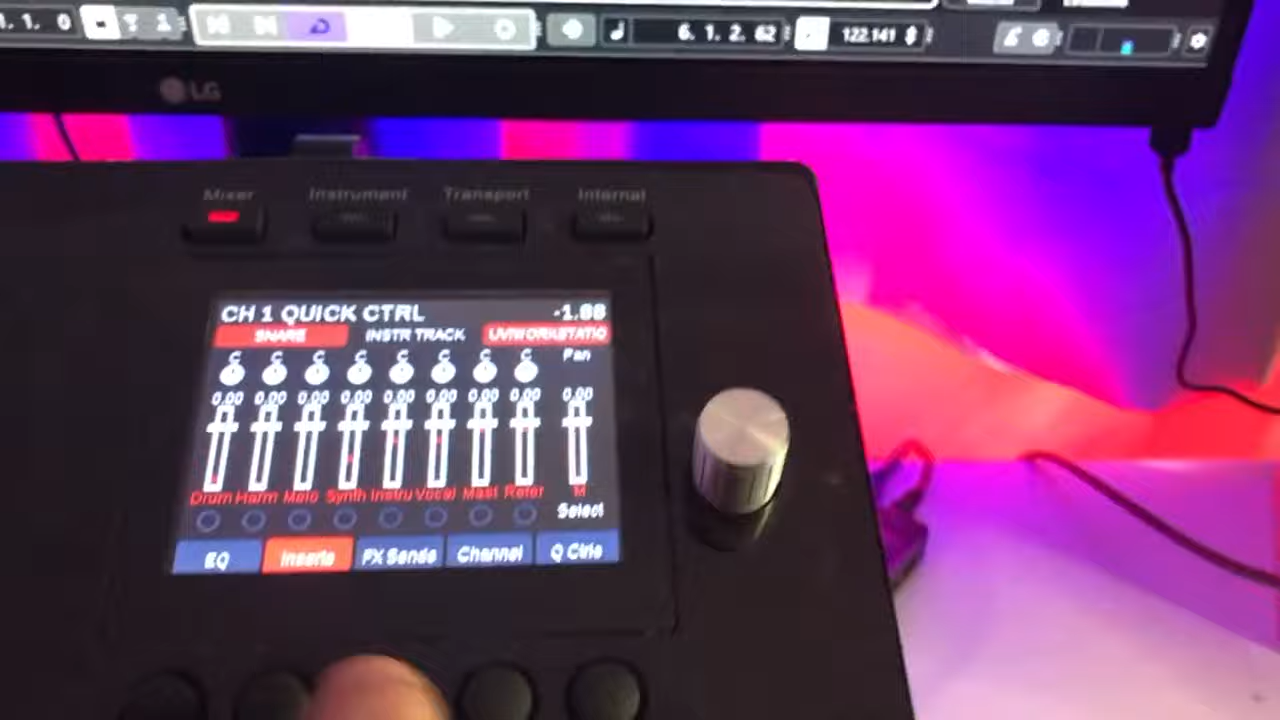 1. 1. 0
6. 1. 2. 62
122.141
LG
Mixer Instrument Transport Internal
CH 1 QUICK CTRL -1.88
SNARE INSTR TRACK UVIWORKSTATIO
C C C C C C C C Pan
0.00 0.00 0.00 0.00 0.00 0.00 0.00 0.00 0.00
Drum Harm Melo Synth Instru Vocal Mast Refer M
Select
EQ Inserts FX Sends Channel Q Ctrls